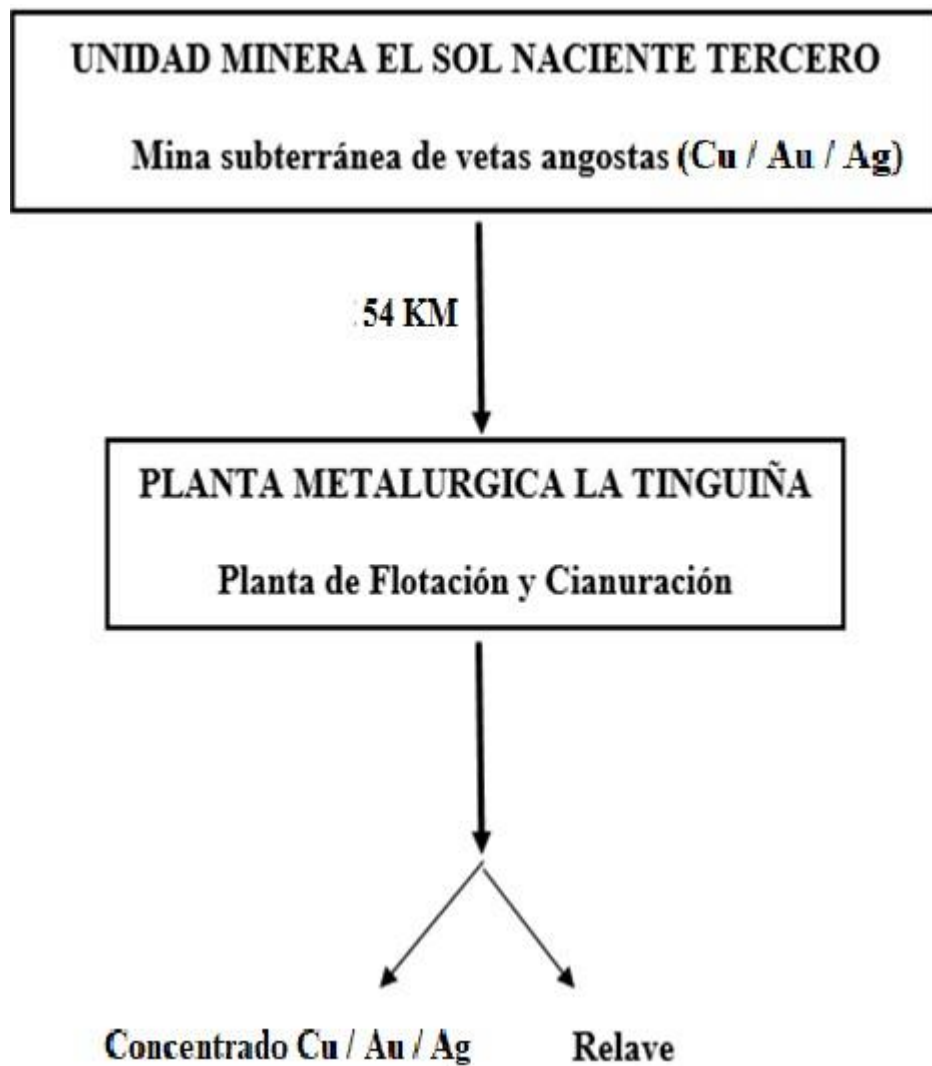 UNIDAD MINERA EL SOL NACIENTE TERCERO
Mina subterránea de vetas angostas (Cu / Au / Ag)
54 KM
PLANTA METALURGICA LA TINGUIÑA
Planta de Flotación y Cianuración
Concentrado Cu / Au / Ag
Relave